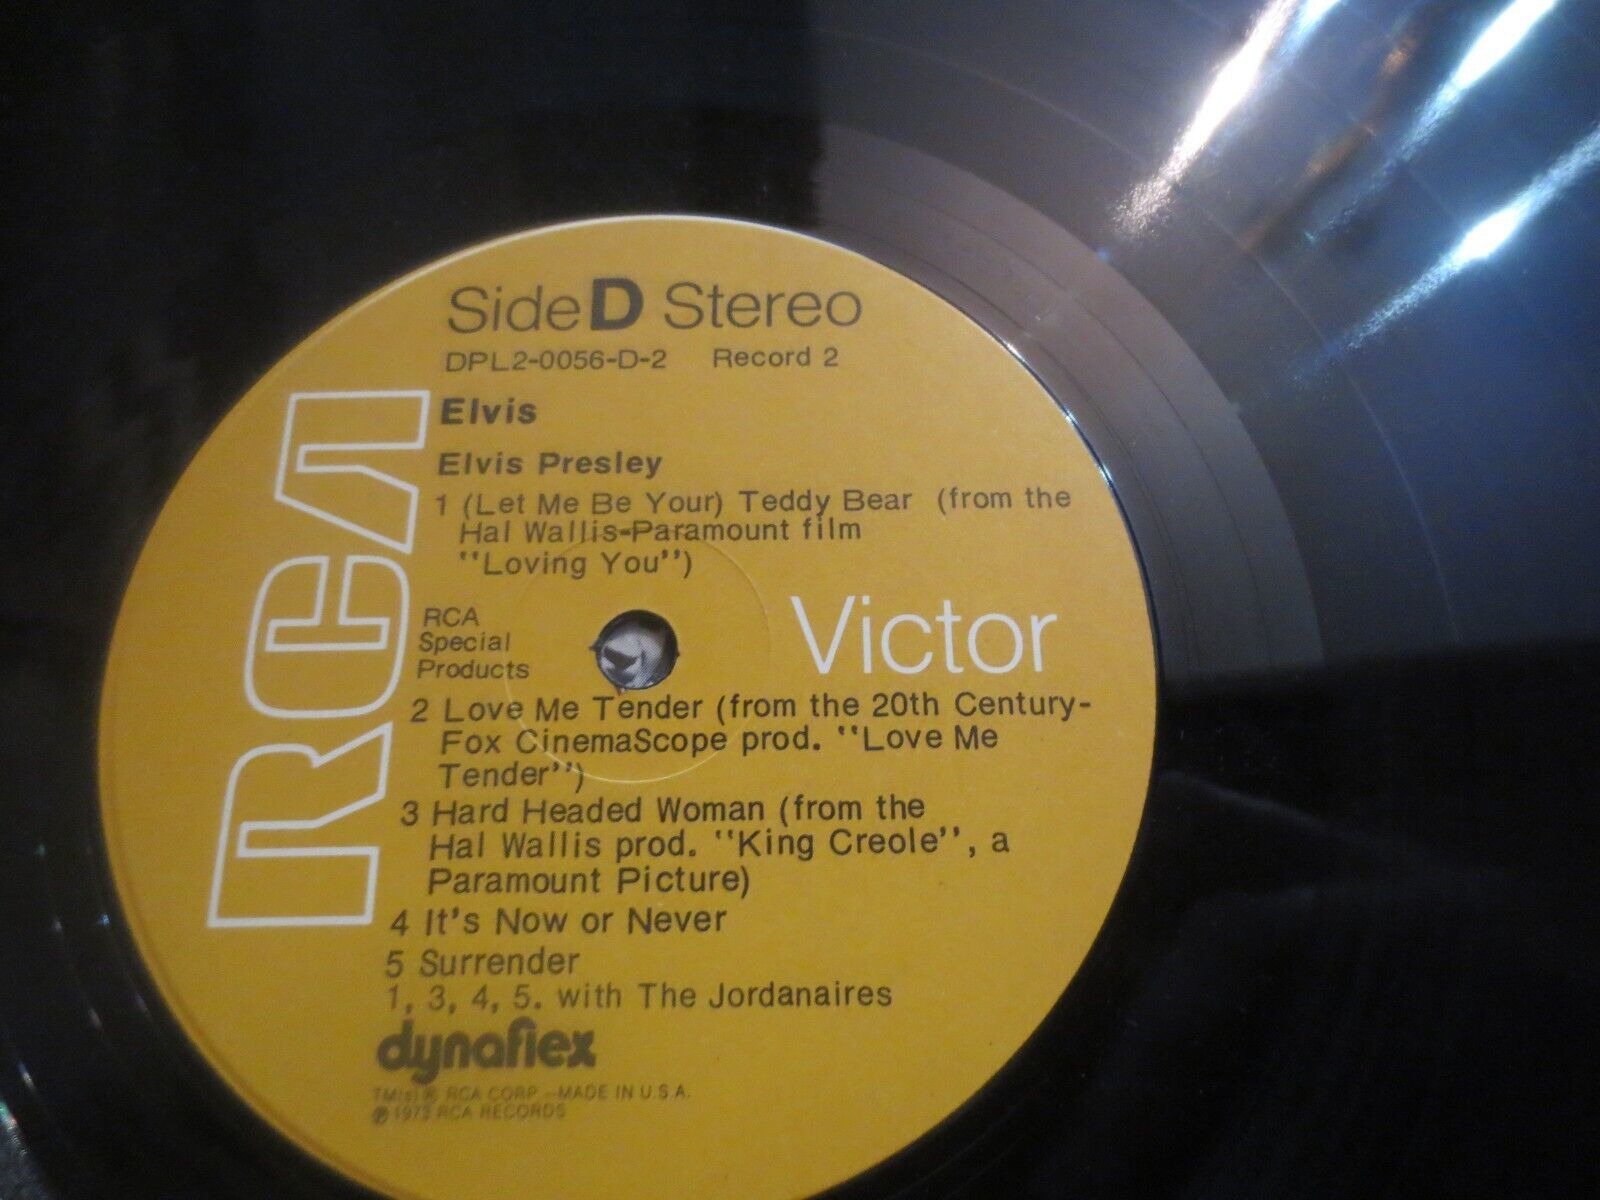 Side D Stereo
DPL2-0056-D-2 Record 2
RCA
Elvis
Elvis Presley
1 (Let Me Be Your) Teddy Bear (from the
Hal Wallis-Paramount film
"Loving You")
RCA
Special
Products
Victor
2 Love Me Tender (from the 20th Century-
Fox CinemaScope prod. "Love Me
Tender")
3 Hard Headed Woman (from the
Hal Wallis prod. "King Creole", a
Paramount Picture)
4 It's Now or Never
5 Surrender
1, 3, 4, 5. with The Jordanaires
dynaflex
TM(s) ® RCA CORP.-MADE IN U.S.A.
℗ 1973 RCA RECORDS